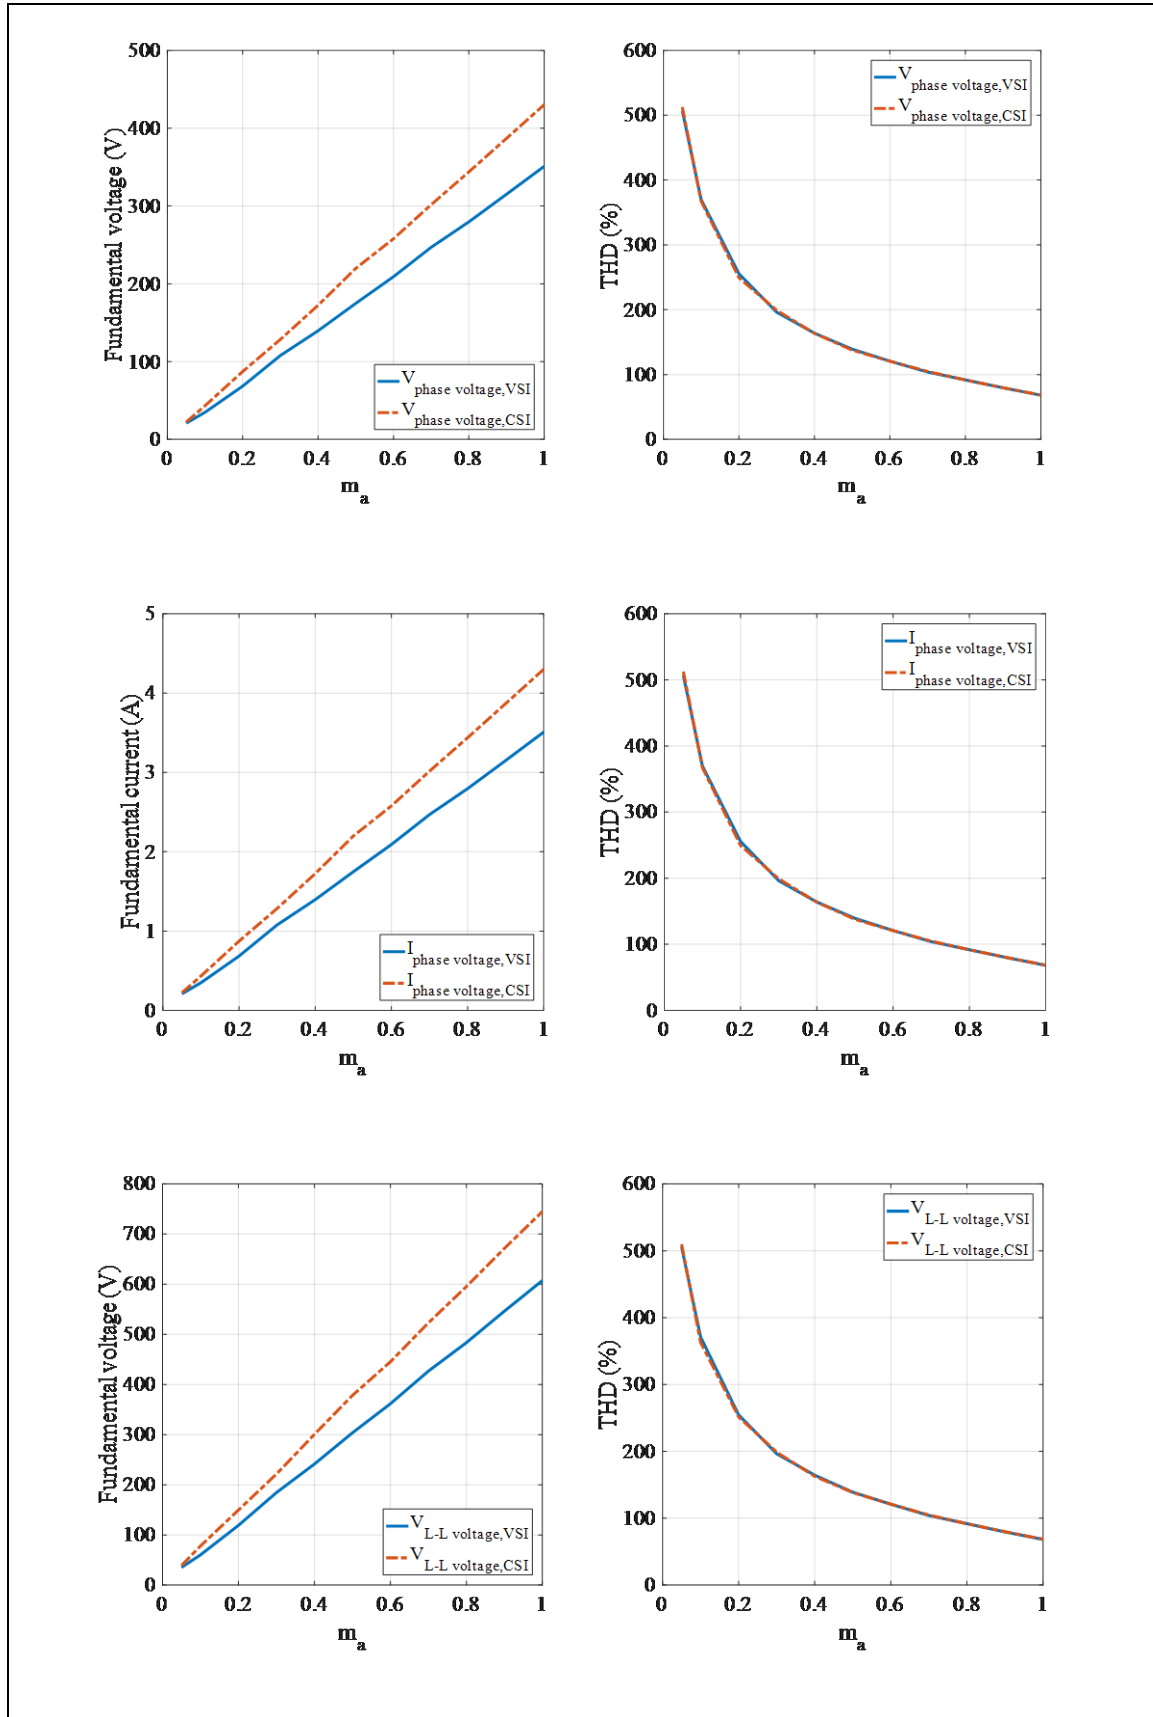 500
400
300
200
100
0
Fundamental voltage (V)
V phase voltage,VSI
V phase voltage,CSI
0 0.2 0.4 0.6 0.8 1
m a
600
500
400
300
200
100
0
THD (%)
V phase voltage,VSI
V phase voltage,CSI
0 0.2 0.4 0.6 0.8 1
m a
5
4
3
2
1
0
Fundamental current (A)
I phase voltage,VSI
I phase voltage,CSI
0 0.2 0.4 0.6 0.8 1
m a
600
500
400
300
200
100
0
THD (%)
I phase voltage,VSI
I phase voltage,CSI
0 0.2 0.4 0.6 0.8 1
m a
800
700
600
500
400
300
200
100
0
Fundamental voltage (V)
V L-L voltage,VSI
V L-L voltage,CSI
0 0.2 0.4 0.6 0.8 1
m a
600
500
400
300
200
100
0
THD (%)
V L-L voltage,VSI
V L-L voltage,CSI
0 0.2 0.4 0.6 0.8 1
m a